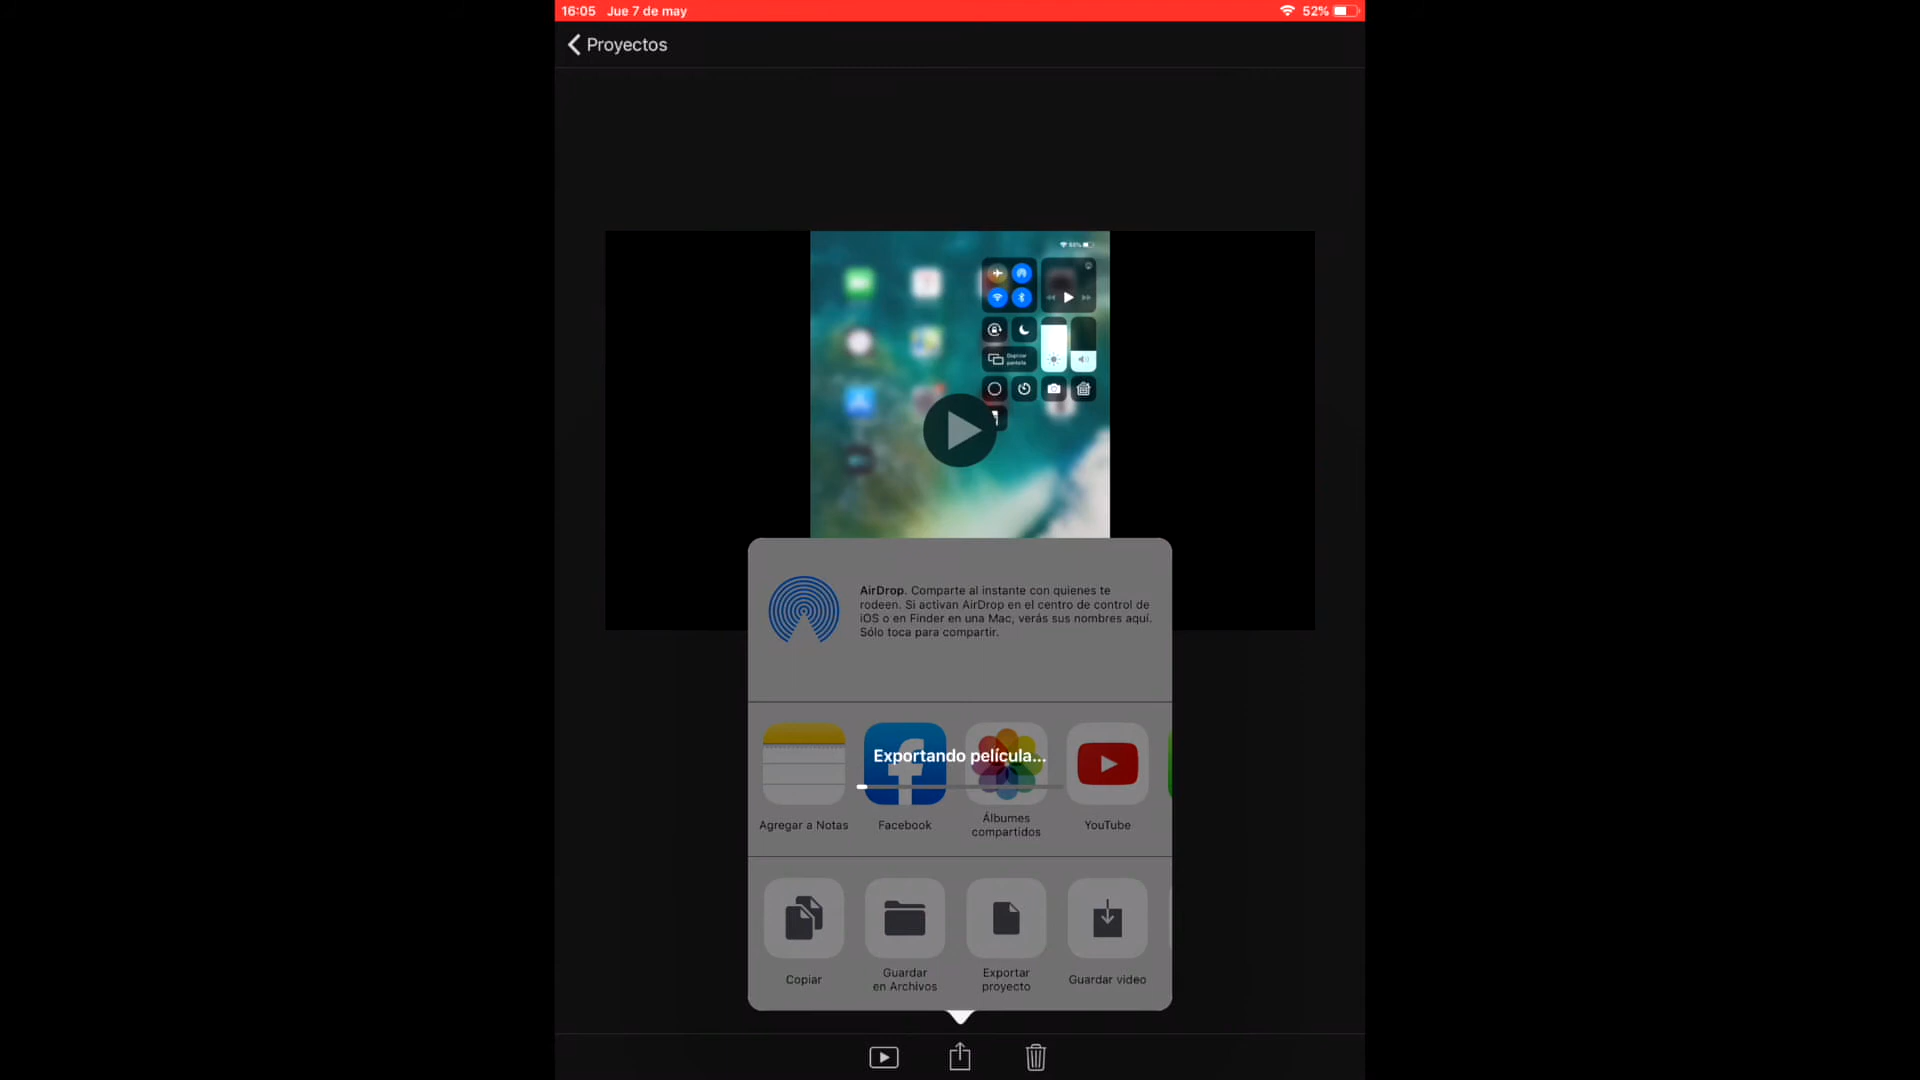 16:05 Jue 7 de may
52%
Proyectos
Duplicar
pantalla
AirDrop. Comparte al instante con quienes te
rodeen. Si activan AirDrop en el centro de control de
iOS o en Finder en una Mac, verás sus nombres aquí.
Sólo toca para compartir.
Exportando película...
Agregar a Notas
Facebook
Álbumes
compartidos
YouTube
Copiar
Guardar
en Archivos
Exportar
proyecto
Guardar video